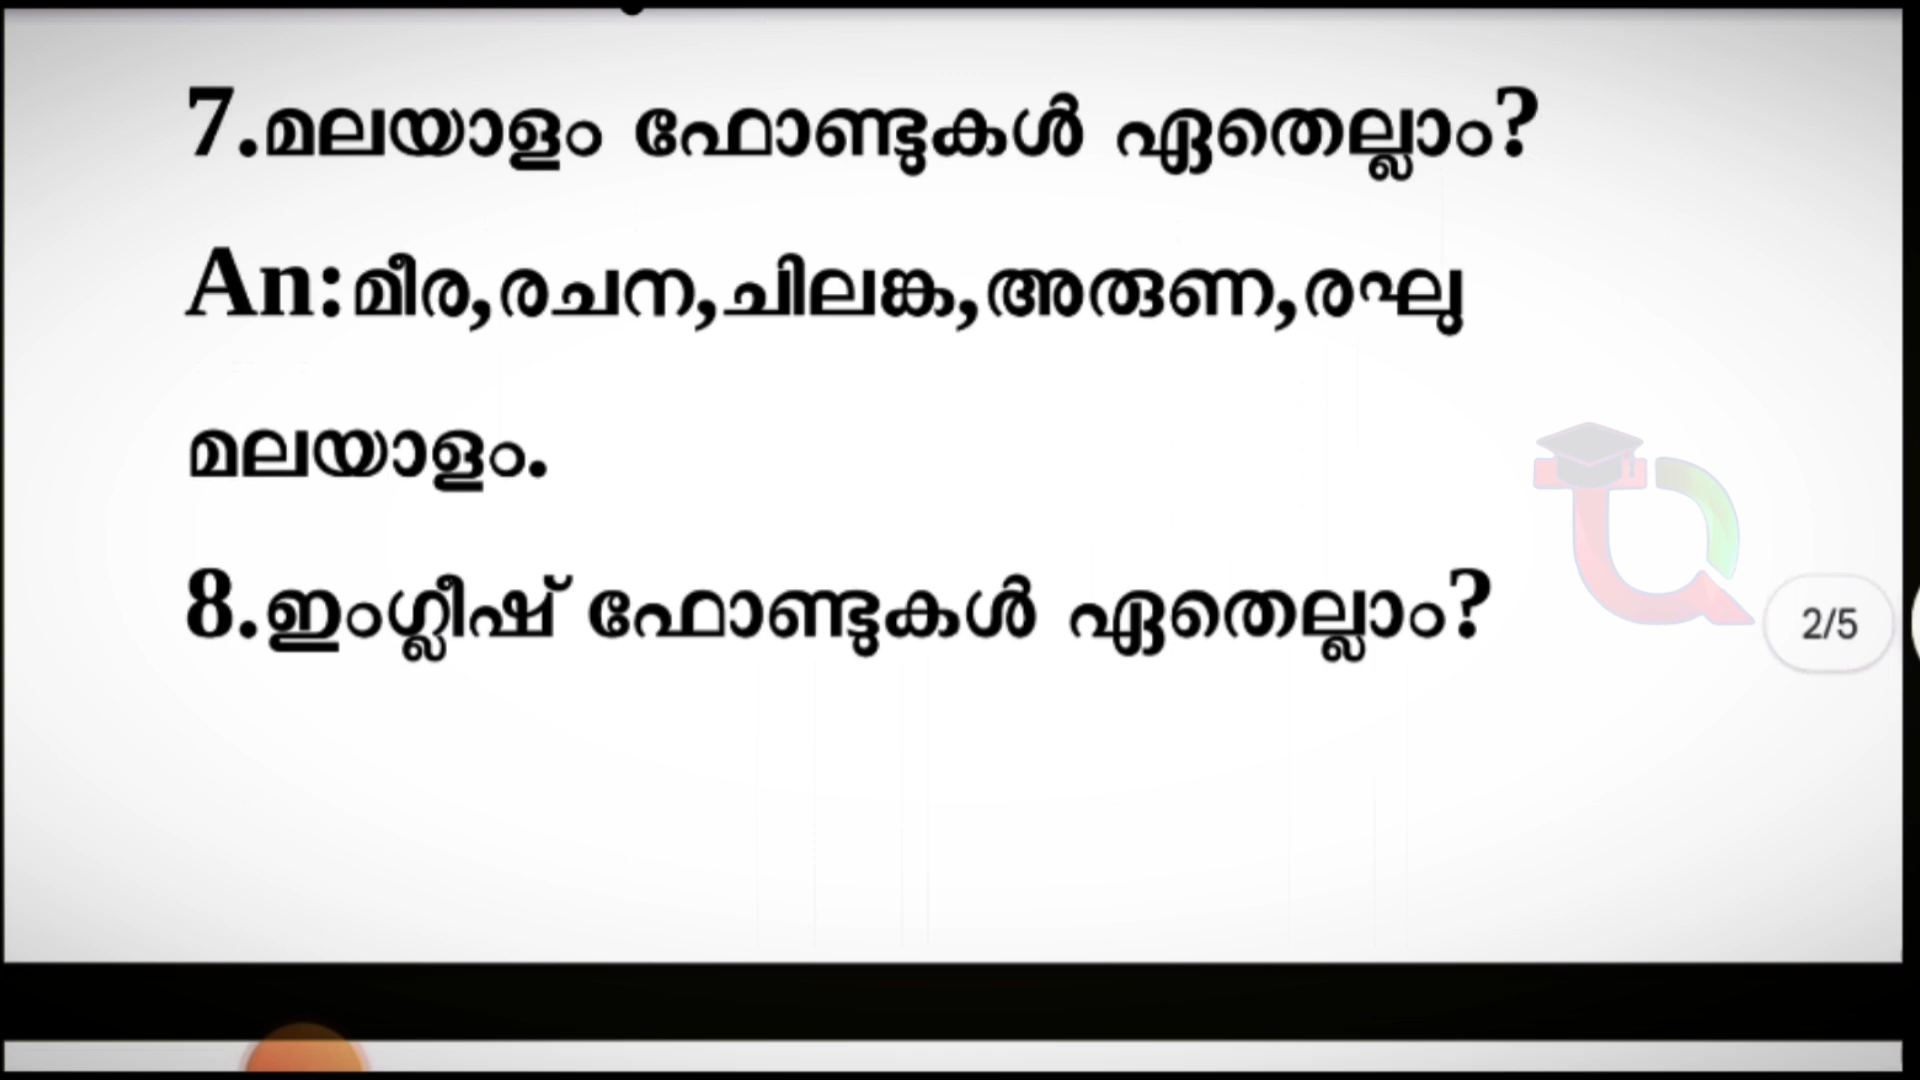 7.മലയാളം ഫോണ്ടുകൾ ഏതെല്ലാം?
An:മീര,രചന,ചിലങ്ക,അരുണ,രഘു
മലയാളം.
8.ഇംഗ്ലീഷ് ഫോണ്ടുകൾ ഏതെല്ലാം?
2/5